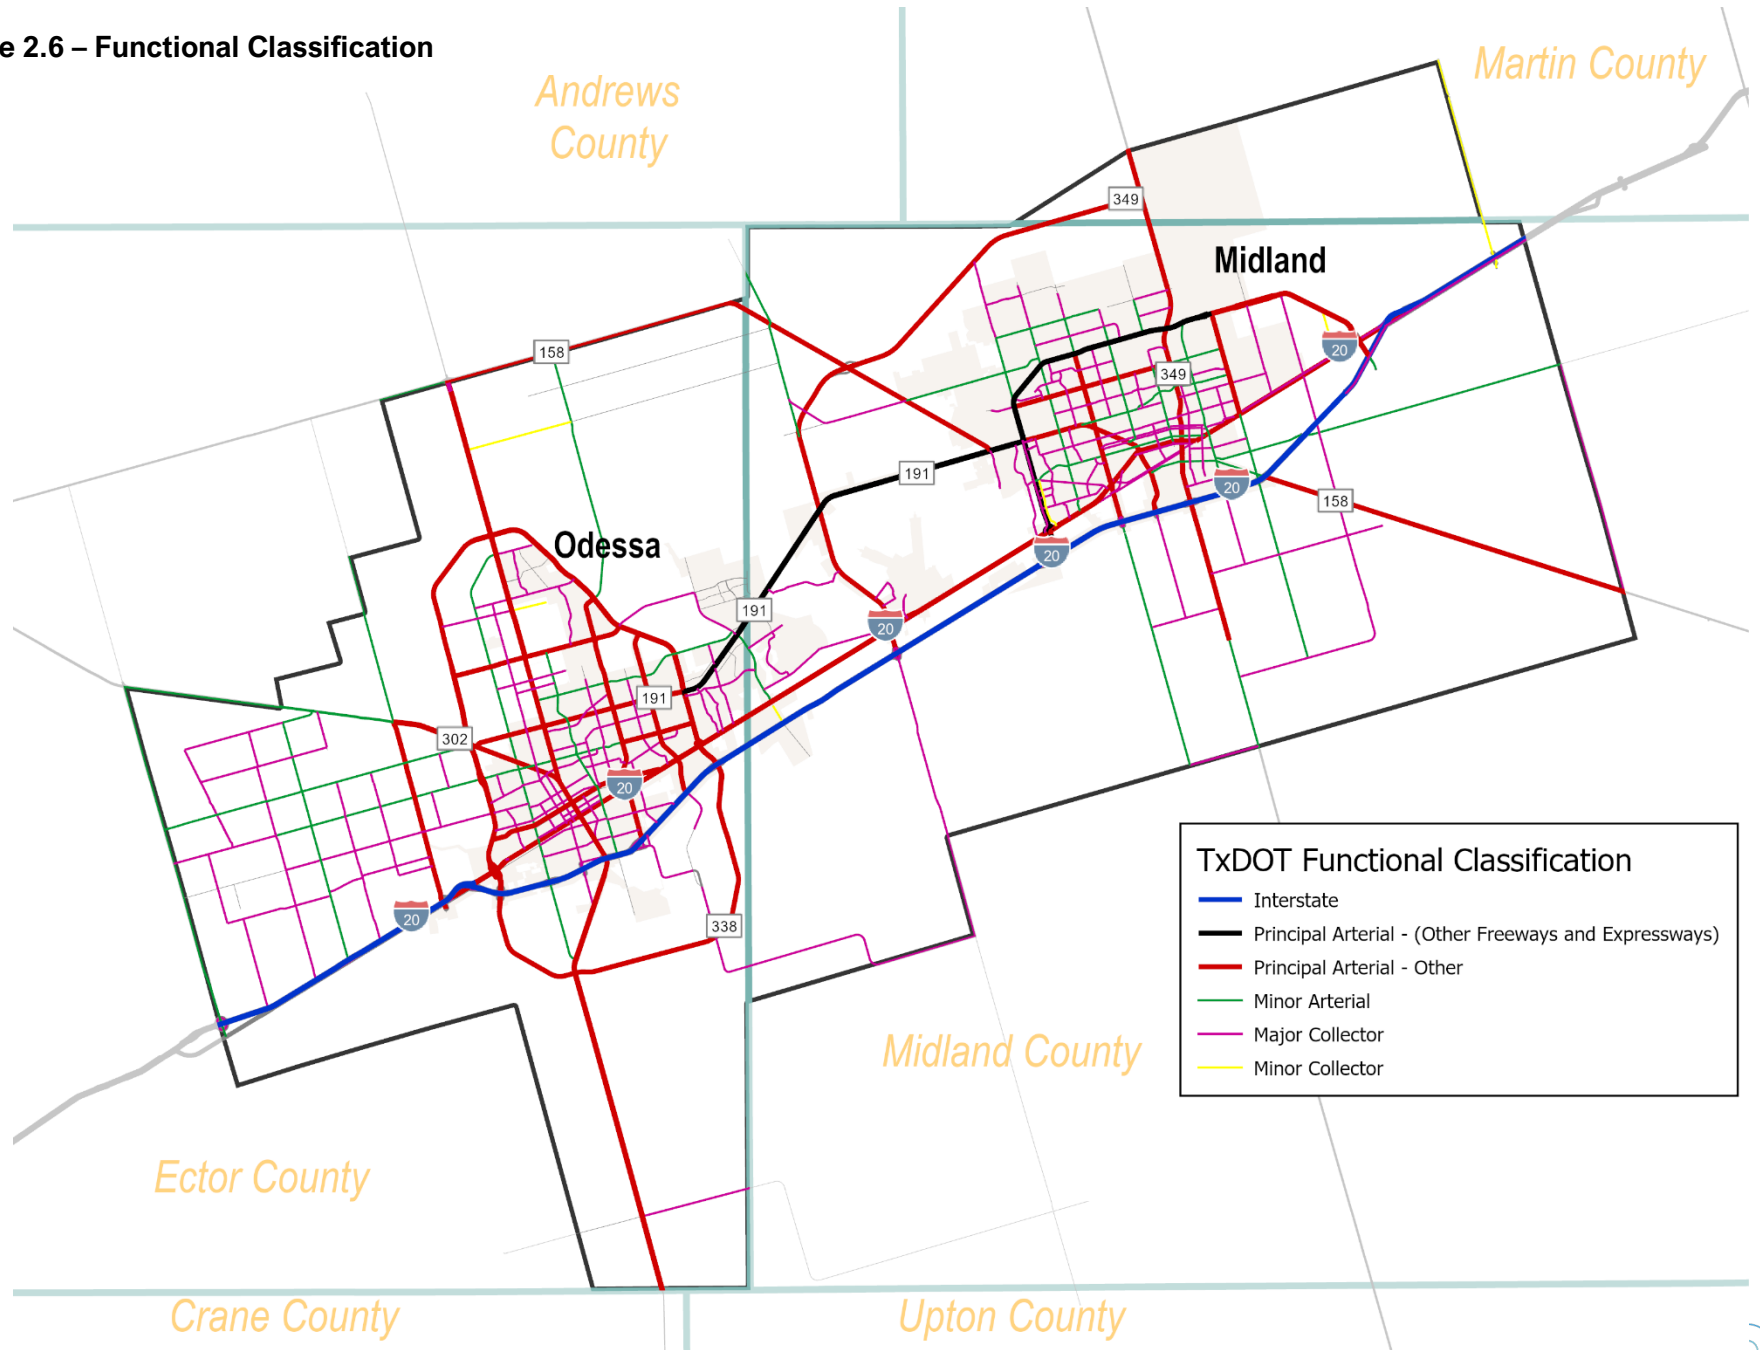 e 2.6 – Functional Classification
Martin County
Andrews
County
349
Midland
20
158
349
191
20
158
Odessa
20
191
20
191
302
20
TxDOT Functional Classification
Interstate
20
338
Principal Arterial - (Other Freeways and Expressways)
Principal Arterial - Other
Minor Arterial
Major Collector
Minor Collector
Midland County
Ector County
Crane County
Upton County